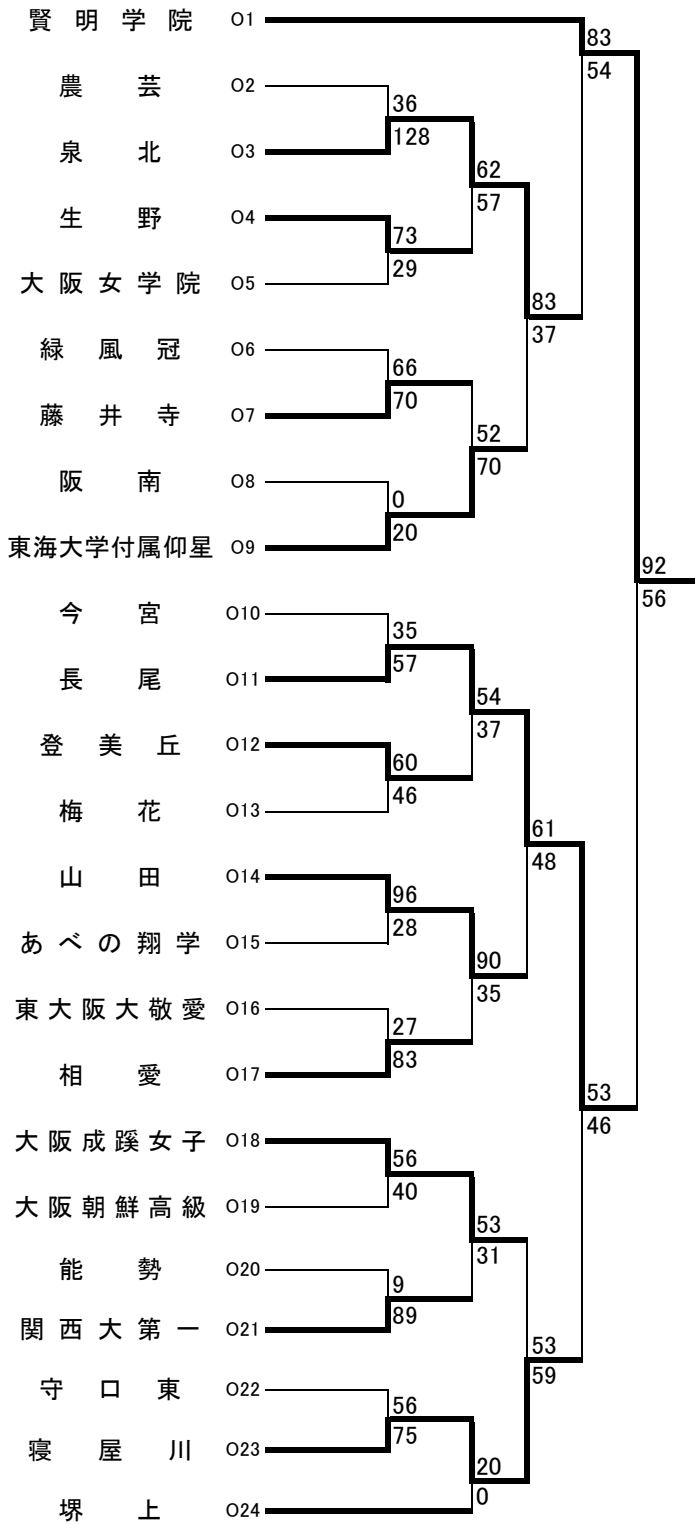 賢明学院 O1
83
54
農芸 O2
36
128
泉北 O3
62
57
生野 O4
73
29
大阪女学院 O5
83
37
緑風冠 O6
66
70
藤井寺 O7
52
70
阪南 O8
0
20
東海大学付属仰星 O9
92
56
今宮 O10
35
57
長尾 O11
54
37
登美丘 O12
60
46
梅花 O13
61
48
山田 O14
96
28
あべの翔学 O15
90
35
東大阪大敬愛 O16
27
83
相愛 O17
53
46
大阪成蹊女子 O18
56
40
大阪朝鮮高級 O19
53
31
能勢 O20
9
89
関西大第一 O21
53
59
守口東 O22
56
75
寝屋川 O23
20
0
堺上 O24